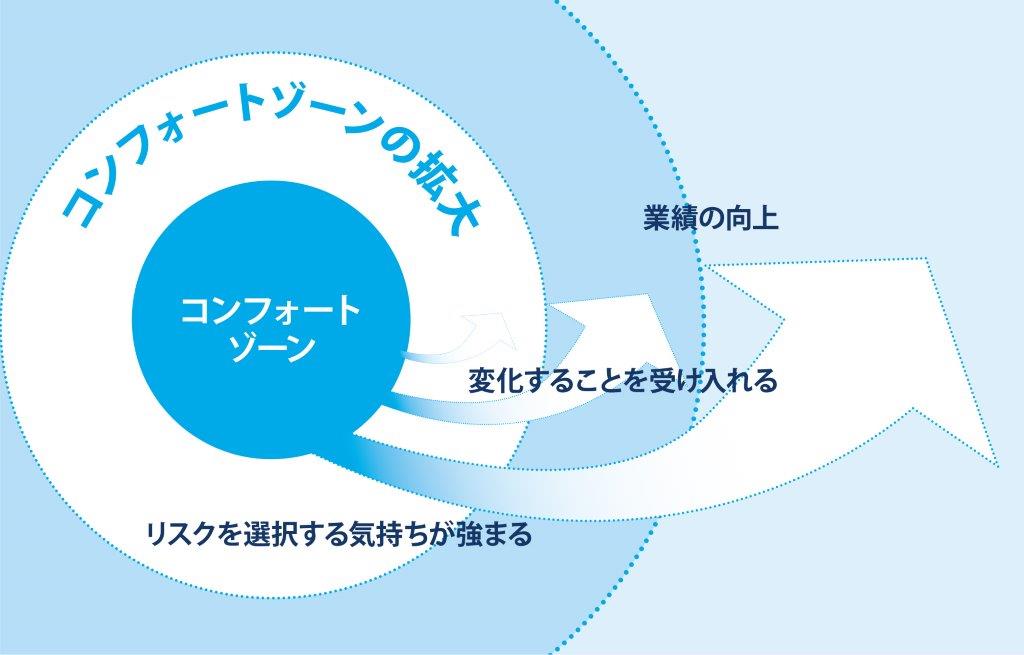 コンフォートゾーンの拡大
コンフォート
ゾーン
業績の向上
変化することを受け入れる
リスクを選択する気持ちが強まる